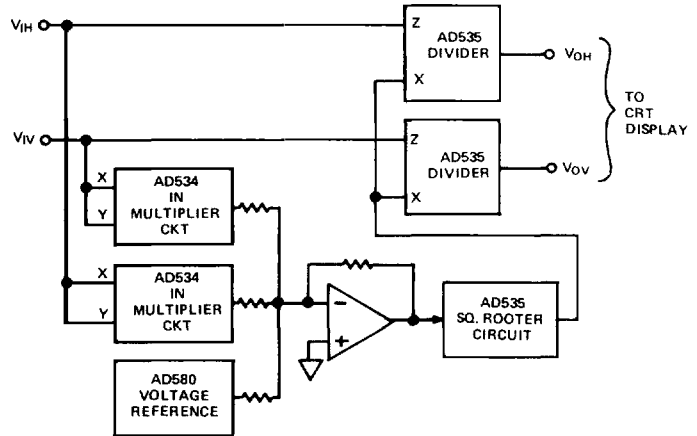 VIH
Z
AD535
DIVIDER
X
VOH
TO
CRT
DISPLAY
VIV
Z
AD535
DIVIDER
X
VOV
X
Y
AD534
IN
MULTIPLIER
CKT
X
Y
AD534
IN
MULTIPLIER
CKT
−
+
AD535
SQ. ROOTER
CIRCUIT
AD580
VOLTAGE
REFERENCE